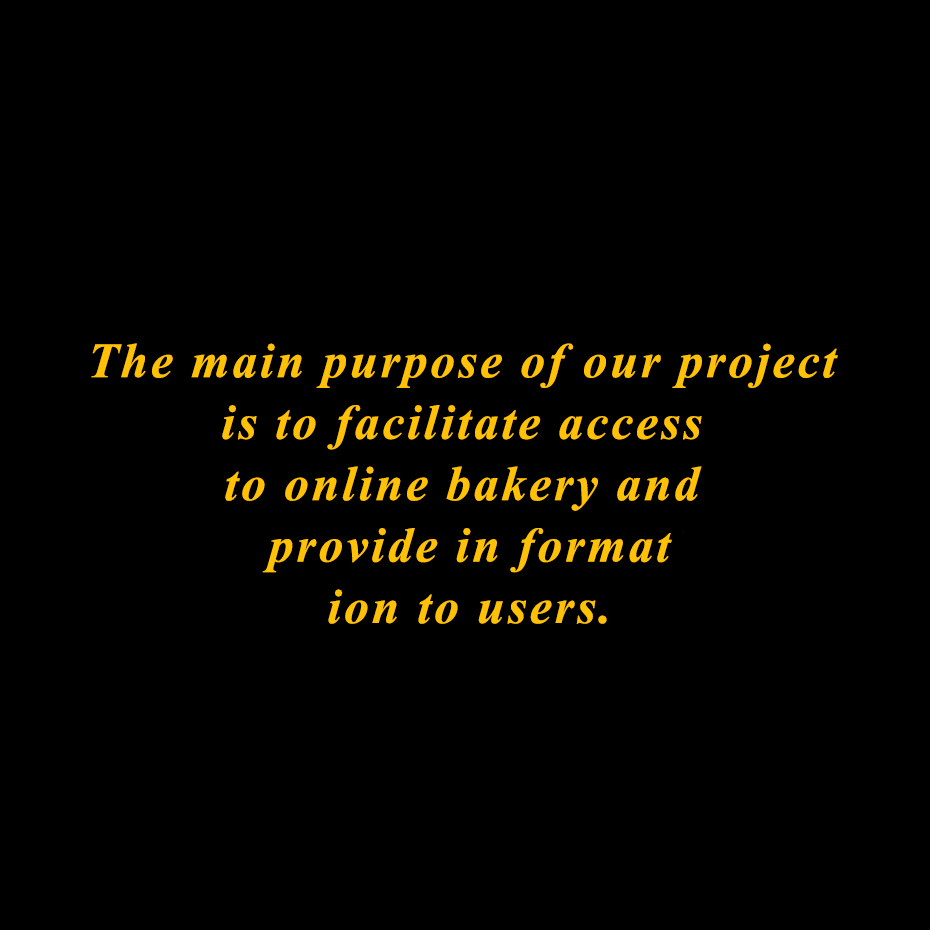 The main purpose of our project
is to facilitate access
to online bakery and
provide in format
ion to users.